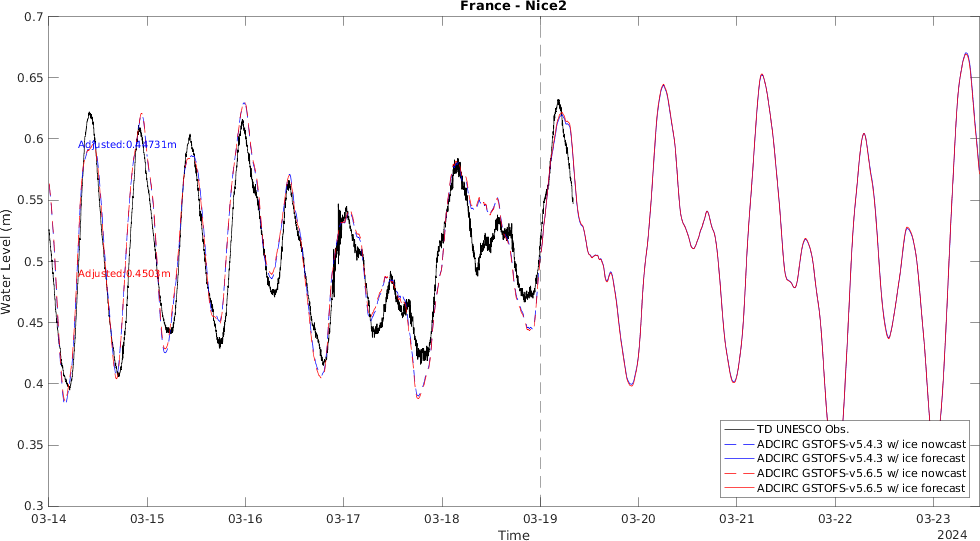 France - Nice2
0.7
0.65
0.6
0.55
0.5
0.45
0.4
0.35
0.3
Water Level (m)
Adjusted:0.44731m
Adjusted:0.4503m
TD UNESCO Obs.
ADCIRC GSTOFS-v5.4.3 w/ ice nowcast
ADCIRC GSTOFS-v5.4.3 w/ ice forecast
ADCIRC GSTOFS-v5.6.5 w/ ice nowcast
ADCIRC GSTOFS-v5.6.5 w/ ice forecast
03-14 03-15 03-16 03-17 03-18 03-19 03-20 03-21 03-22 03-23
Time
2024